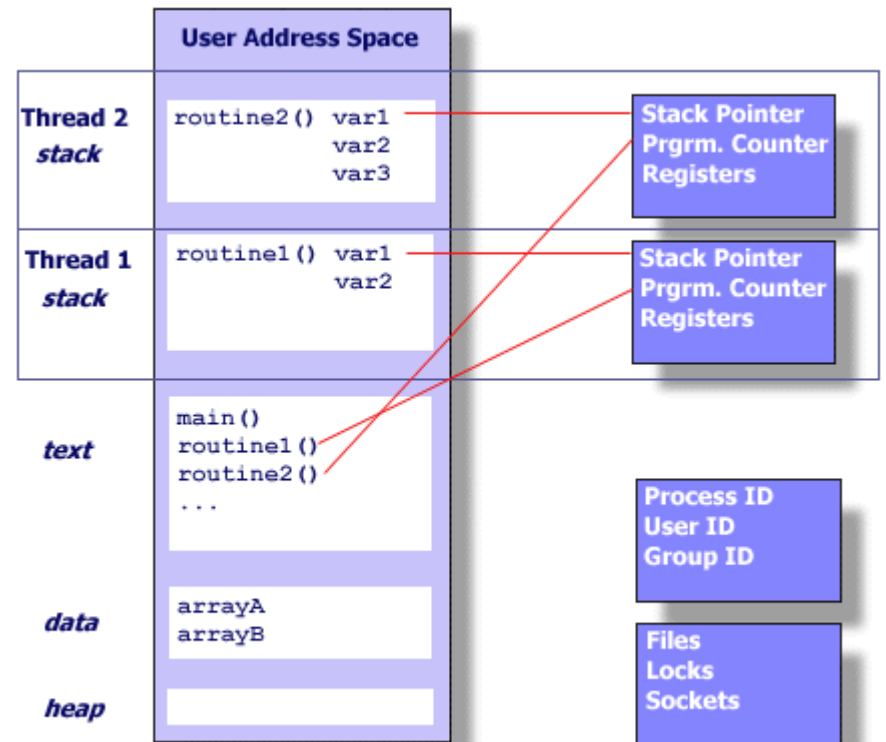 User Address Space
Thread 2
stack
routine2() var1
var2
var3
Stack Pointer
Prgrm. Counter
Registers
Thread 1
stack
routine1() var1
var2
Stack Pointer
Prgrm. Counter
Registers
text
main()
routine1()
routine2()
...
Process ID
User ID
Group ID
data
arrayA
arrayB
Files
Locks
Sockets
heap